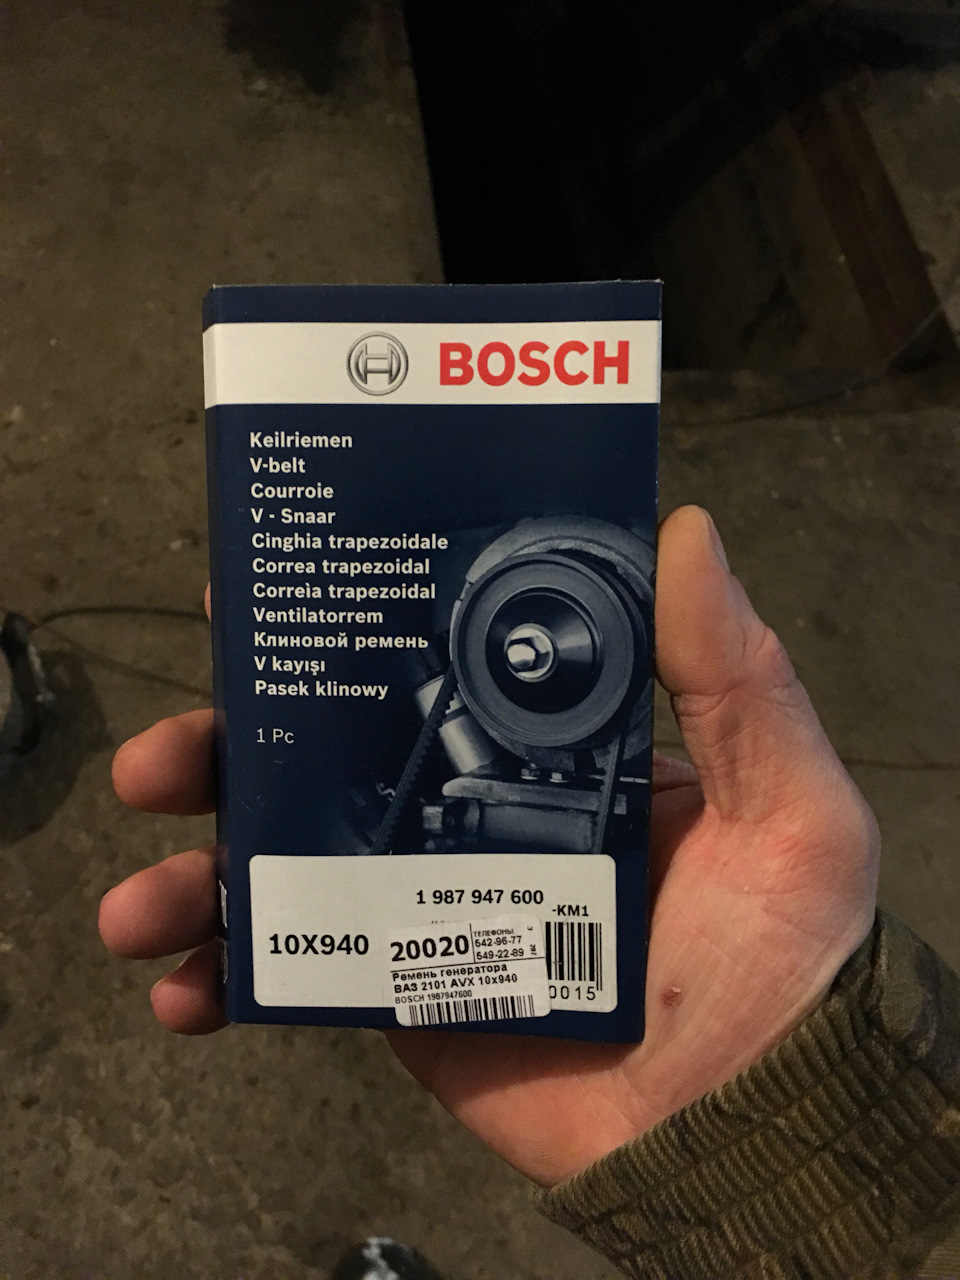 BOSCH
Keilriemen
V-belt
Courroie
V - Snaar
Cinghia trapezoidale
Correa trapezoidal
Correìa trapezoidal
Ventilatorrem
Клиновой ремень
V kayışı
Pasek klinowy
1 Pc
1 987 947 600
-KM1
10X940
20020
ТЕЛЕФОНЫ
542-96-77
549-22-89
Ремень генератора
ВАЗ 2101 AVX 10x940
BOSCH 1987947600
0015